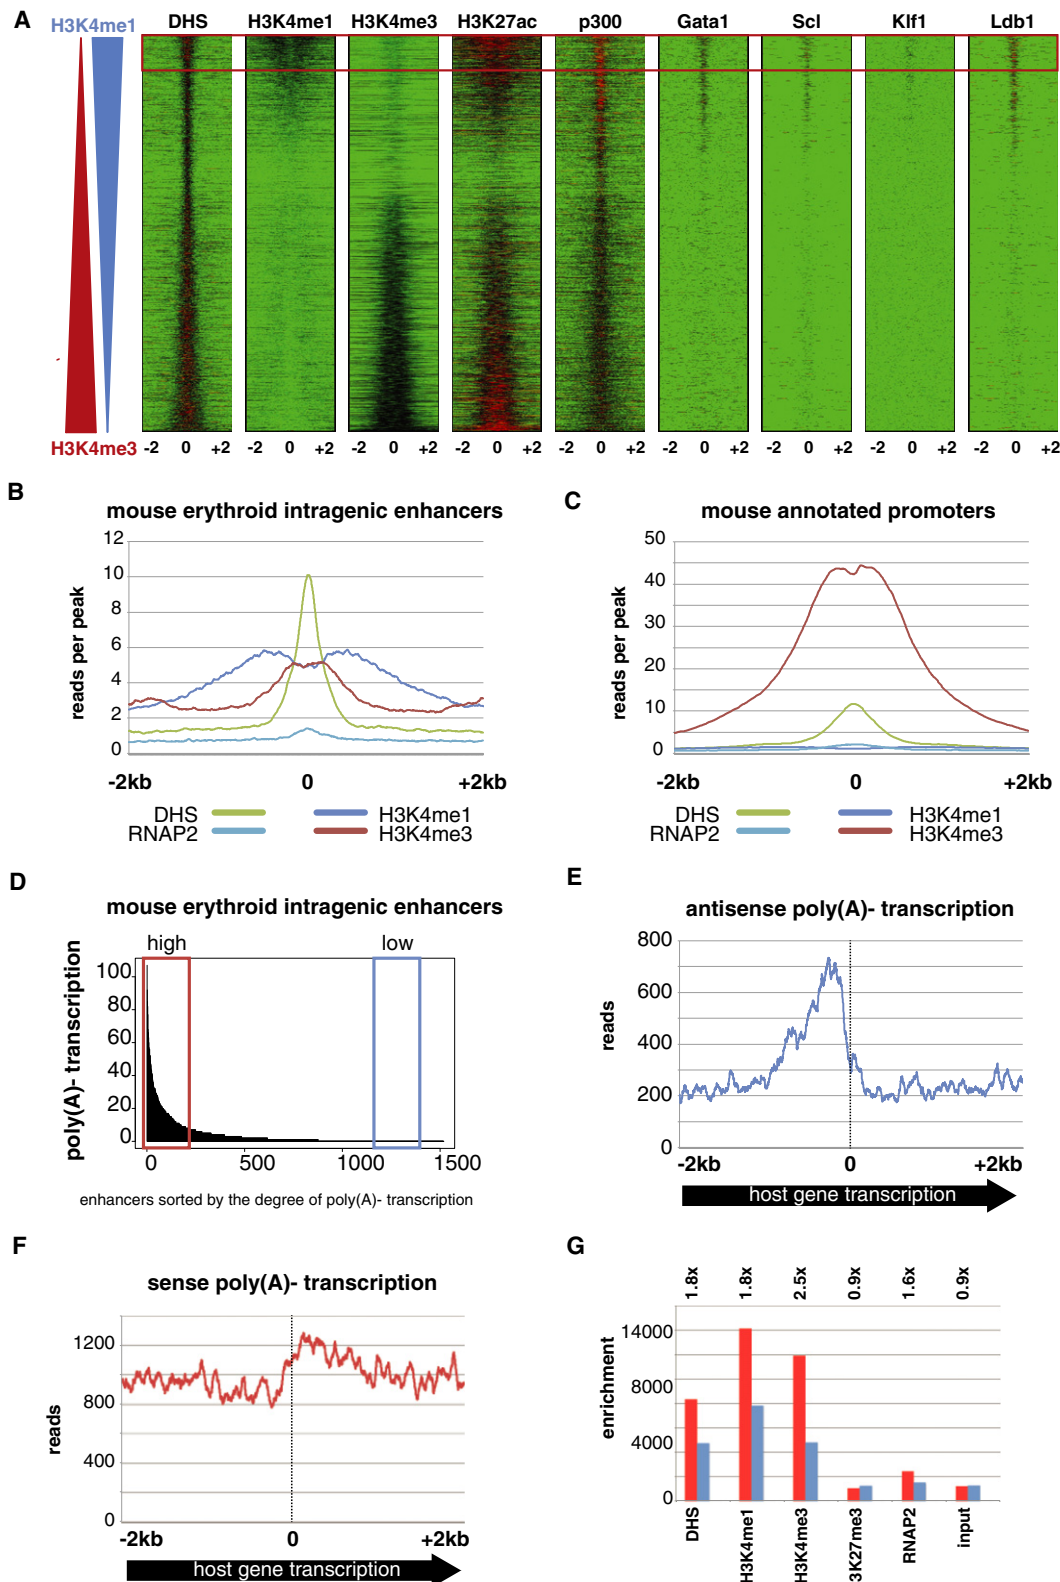 A
H3K4me1
DHS H3K4me1 H3K4me3 H3K27ac p300 Gata1 Scl Klf1 Ldb1
H3K4me3
-2 0 +2 -2 0 +2 -2 0 +2 -2 0 +2 -2 0 +2 -2 0 +2 -2 0 +2 -2 0 +2 -2 0 +2
B
mouse erythroid intragenic enhancers
reads per peak
12
10
8
6
4
2
0
-2kb 0 +2kb
DHS H3K4me1
RNAP2 H3K4me3
C
mouse annotated promoters
reads per peak
50
40
30
20
10
0
-2kb 0 +2kb
DHS H3K4me1
RNAP2 H3K4me3
D
mouse erythroid intragenic enhancers
high low
poly(A)- transcription
100
80
60
40
20
0
0 500 1000 1500
enhancers sorted by the degree of poly(A)- transcription
E
antisense poly(A)- transcription
reads
800
600
400
200
0
-2kb 0 +2kb
host gene transcription
F
sense poly(A)- transcription
reads
1200
800
400
0
-2kb 0 +2kb
host gene transcription
G
1.8x 1.8x 2.5x 0.9x 1.6x 0.9x
enrichment
14000
8000
4000
0
DHS H3K4me1 H3K4me3 3K27me3 RNAP2 input